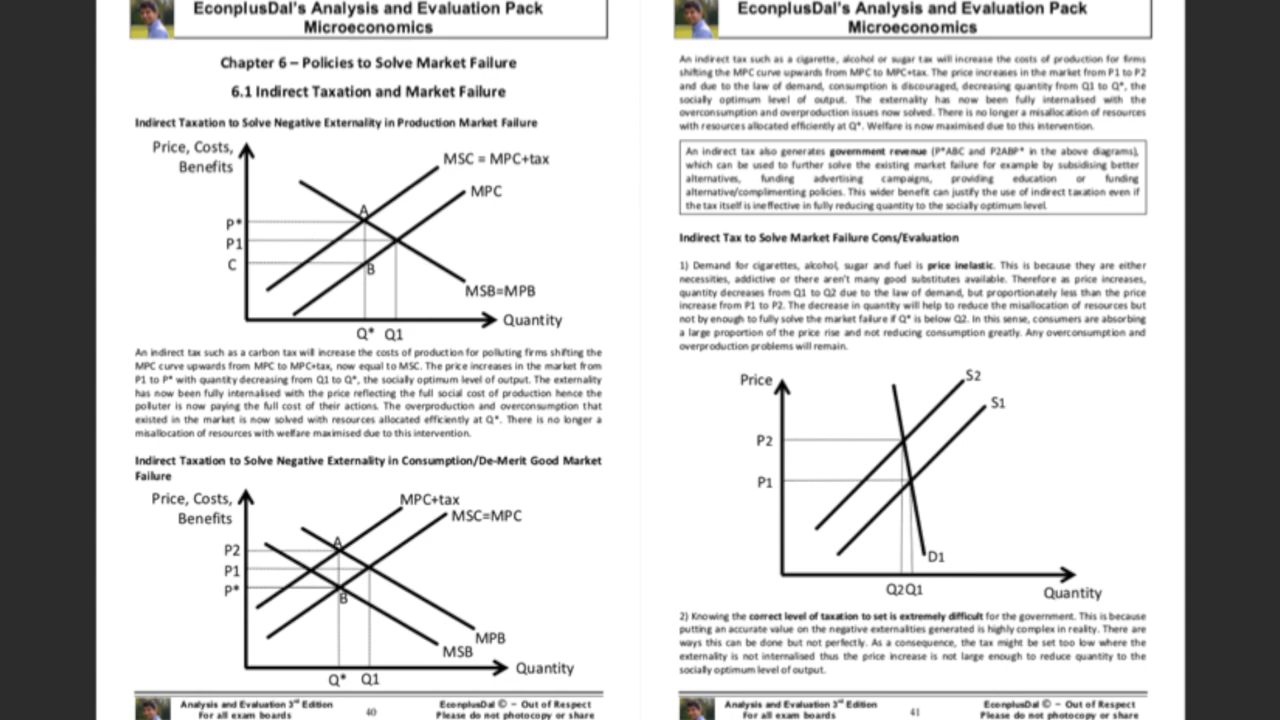 EconplusDal's Analysis and Evaluation Pack
Microeconomics
Chapter 6 – Policies to Solve Market Failure
6.1 Indirect Taxation and Market Failure
Indirect Taxation to Solve Negative Externality in Production Market Failure
Price, Costs,
Benefits
MSC = MPC+tax
MPC
A
P*
P1
C
B
MSB=MPB
Quantity
Q* Q1
An indirect tax such as a carbon tax will increase the costs of production for polluting firms shifting the
MPC curve upwards from MPC to MPC+tax, now equal to MSC. The price increases in the market from
P1 to P* with quantity decreasing from Q1 to Q*, the socially optimum level of output. The externality
has now been fully internalised with the price reflecting the full social cost of production hence the
polluter is now paying the full cost of their actions. The overproduction and overconsumption that
existed in the market is now solved with resources allocated efficiently at Q*. There is no longer a
misallocation of resources with welfare maximised due to this intervention.
Indirect Taxation to Solve Negative Externality in Consumption/De-Merit Good Market
Failure
Price, Costs,
Benefits
MPC+tax
MSC=MPC
A
P2
P1
P*
B
MPB
MSB
Quantity
Q* Q1
Analysis and Evaluation 3rd Edition
For all exam boards
40
EconplusDal © – Out of Respect
Please do not photocopy or share
EconplusDal's Analysis and Evaluation Pack
Microeconomics
An indirect tax such as a cigarette, alcohol or sugar tax will increase the costs of production for firms
shifting the MPC curve upwards from MPC to MPC+tax. The price increases in the market from P1 to P2
and due to the law of demand, consumption is discouraged, decreasing quantity from Q1 to Q*, the
socially optimum level of output. The externality has now been fully internalised with the
overconsumption and overproduction issues now solved. There is no longer a misallocation of resources
with resources allocated efficiently at Q*. Welfare is now maximised due to this intervention.
An indirect tax also generates government revenue (P*ABC and P2ABP* in the above diagrams),
which can be used to further solve the existing market failure for example by subsidising better
alternatives, funding advertising campaigns, providing education or funding
alternative/complimenting policies. This wider benefit can justify the use of indirect taxation even if
the tax itself is ineffective in fully reducing quantity to the socially optimum level.
Indirect Tax to Solve Market Failure Cons/Evaluation
1) Demand for cigarettes, alcohol, sugar and fuel is price inelastic. This is because they are either
necessities, addictive or there aren't many good substitutes available. Therefore as price increases,
quantity decreases from Q1 to Q2 due to the law of demand, but proportionately less than the price
increase from P1 to P2. The decrease in quantity will help to reduce the misallocation of resources but
not by enough to fully solve the market failure if Q* is below Q2. In this sense, consumers are absorbing
a large proportion of the price rise and not reducing consumption greatly. Any overconsumption and
overproduction problems will remain.
Price
S2
S1
P2
P1
D1
Q2Q1
Quantity
2) Knowing the correct level of taxation to set is extremely difficult for the government. This is because
putting an accurate value on the negative externalities generated is highly complex in reality. There are
ways this can be done but not perfectly. As a consequence, the tax might be set too low where the
externality is not internalised thus the price increase is not large enough to reduce quantity to the
socially optimum level of output.
Analysis and Evaluation 3rd Edition
For all exam boards
41
EconplusDal © – Out of Respect
Please do not photocopy or share